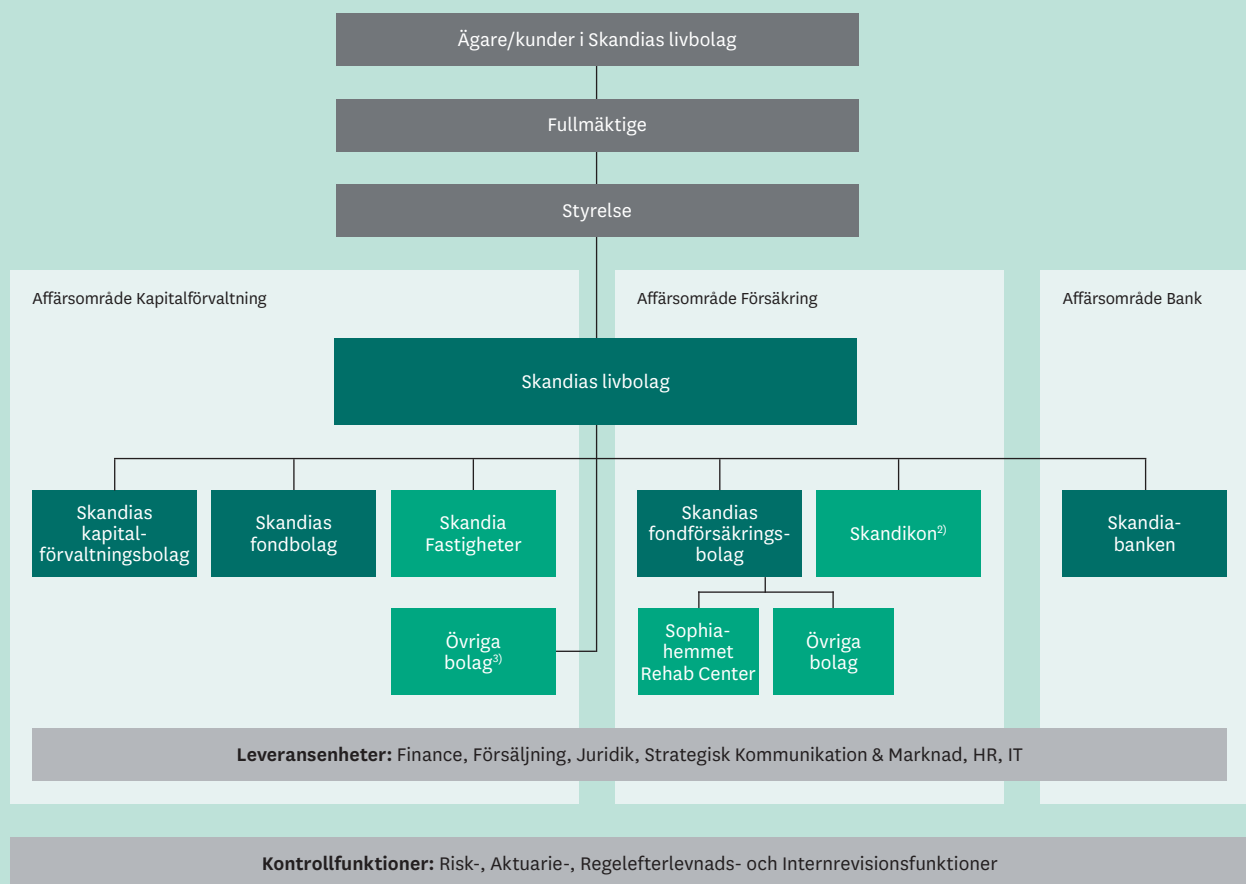 Ägare/kunder i Skandias livbolag
Fullmäktige
Styrelse
Affärsområde Kapitalförvaltning
Affärsområde Försäkring
Affärsområde Bank
Skandias livbolag
Skandias
kapital-
förvaltningsbolag
Skandias
fondbolag
Skandia
Fastigheter
Skandias
fondförsäkrings-
bolag
Skandikon2)
Skandia-
banken
Övriga
bolag3)
Sophia-
hemmet
Rehab Center
Övriga
bolag
Leveransenheter: Finance, Försäljning, Juridik, Strategisk Kommunikation & Marknad, HR, IT
Kontrollfunktioner: Risk-, Aktuarie-, Regelefterlevnads- och Internrevisionsfunktioner